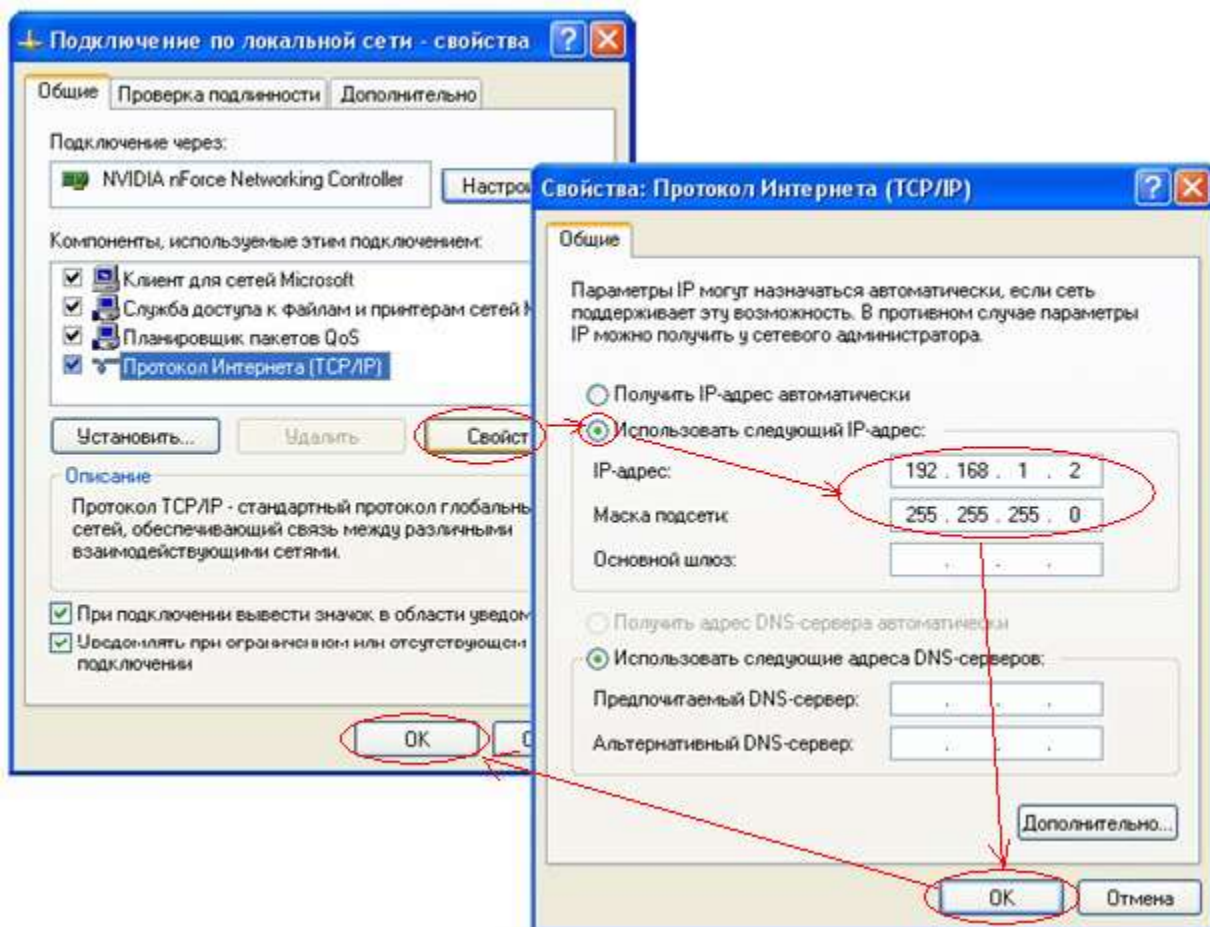 Подключение по локальной сети - свойства
Общие
Проверка подлинности
Дополнительно
Подключение через:
NVIDIA nForce Networking Controller
Компоненты, используемые этим подключением:
Клиент для сетей Microsoft
Служба доступа к файлам и принтерам сетей
Планировщик пакетов QoS
Протокол Интернета (TCP/IP)
Установить...
Удалить
Описание
Протокол TCP/IP - стандартный протокол
сетей, обеспечивающий связь между различными
взаимодействующими сетями.
При подключении вывести значок в области
Уведомлять при ограниченном или отсутствующем
подключении
OK
Свойства: Протокол Интернета (TCP/IP)
Общие
Параметры IP могут назначаться автоматически, если сеть
поддерживает эту возможность. В противном случае параметры
IP можно получить у сетевого администратора.
Получить IP-адрес автоматически
Использовать следующий IP-адрес:
IP-адрес:
192 . 168 . 1 . 2
Маска подсети:
255 . 255 . 255 . 0
Основной шлюз:
Получить адрес DNS-сервера автоматически
Использовать следующие адреса DNS-серверов:
Предпочитаемый DNS-сервер:
Альтернативный DNS-сервер:
Дополнительно...
OK
Отмена